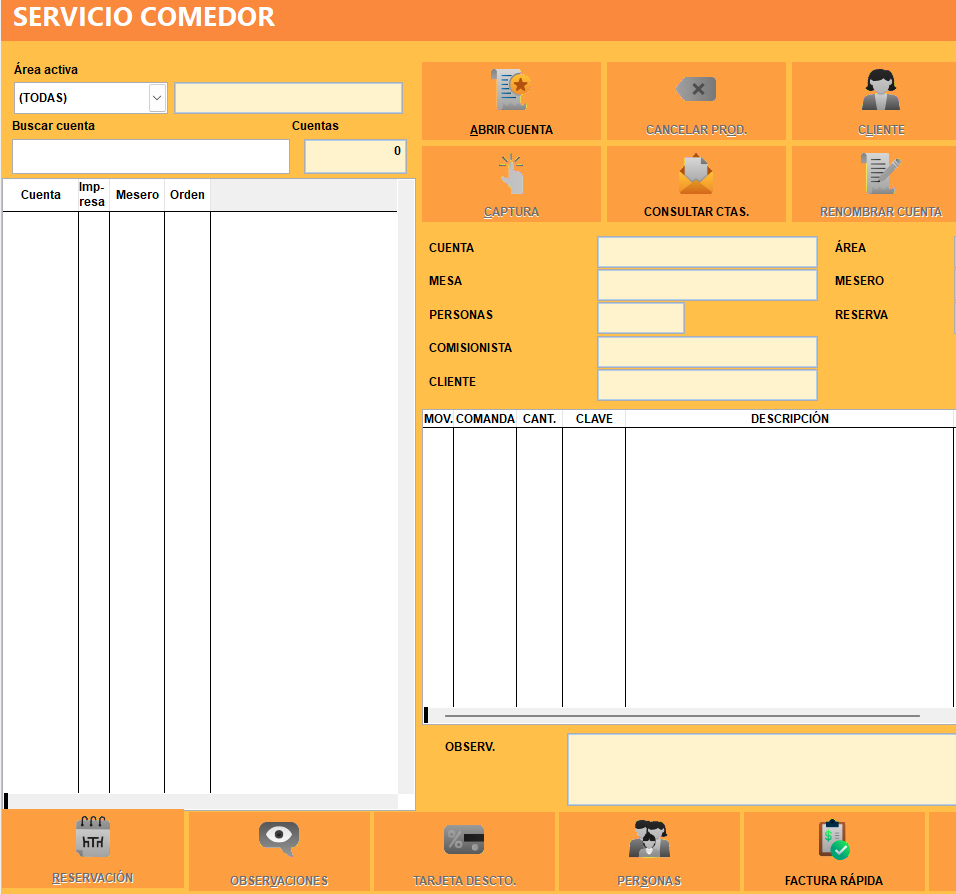 SERVICIO COMEDOR
Área activa
(TODAS)
Buscar cuenta
Cuentas
0
Cuenta
Imp-
resa
Mesero
Orden
ABRIR CUENTA
CANCELAR PROD.
CLIENTE
CAPTURA
CONSULTAR CTAS.
RENOMBRAR CUENTA
CUENTA
ÁREA
MESA
MESERO
PERSONAS
RESERVA
COMISIONISTA
CLIENTE
MOV. COMANDA CANT. CLAVE DESCRIPCIÓN
OBSERV.
RESERVACIÓN
OBSERVACIONES
TARJETA DESCTO.
PERSONAS
FACTURA RÁPIDA